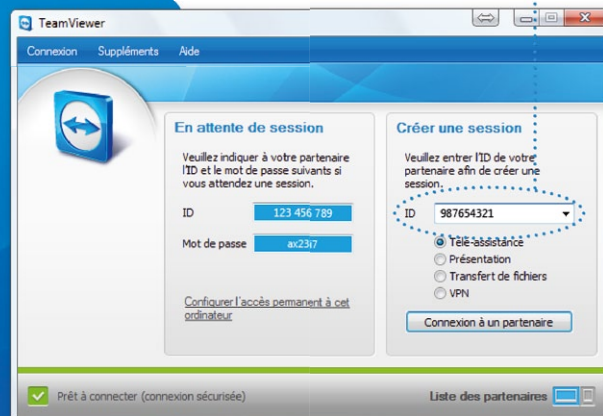 TeamViewer
Connexion Suppléments Aide
En attente de session
Veuillez indiquer à votre partenaire
l'ID et le mot de passe suivants si
vous attendez une session.
ID 123 456 789
Mot de passe ax23i7
Configurer l'accès permanent à cet
ordinateur
Créer une session
Veuillez entrer l'ID de votre
partenaire afin de créer une
session.
ID 987654321
Télé-assistance
Présentation
Transfert de fichiers
VPN
Connexion à un partenaire
Prêt à connecter (connexion sécurisée)
Liste des partenaires